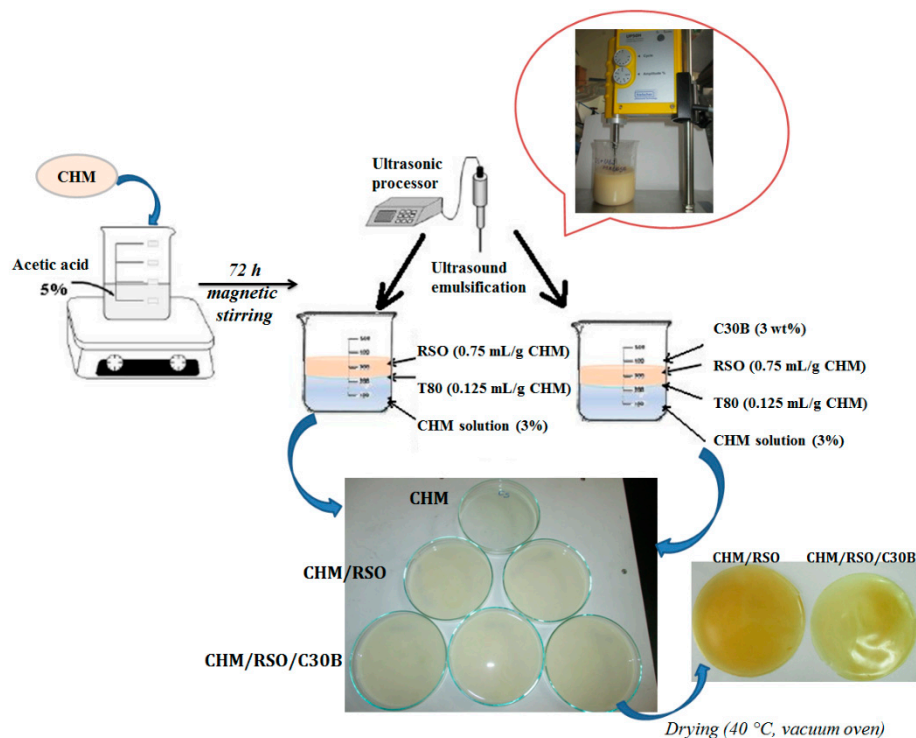 CHM
Acetic acid
5%
72 h
magnetic
stirring
Ultrasonic
processor
Ultrasound
emulsification
RSO (0.75 mL/g CHM)
T80 (0.125 mL/g CHM)
CHM solution (3%)
C30B (3 wt%)
RSO (0.75 mL/g CHM)
T80 (0.125 mL/g CHM)
CHM solution (3%)
CHM
CHM/RSO
CHM/RSO/C30B
CHM/RSO
CHM/RSO/C30B
Drying (40 °C, vacuum oven)